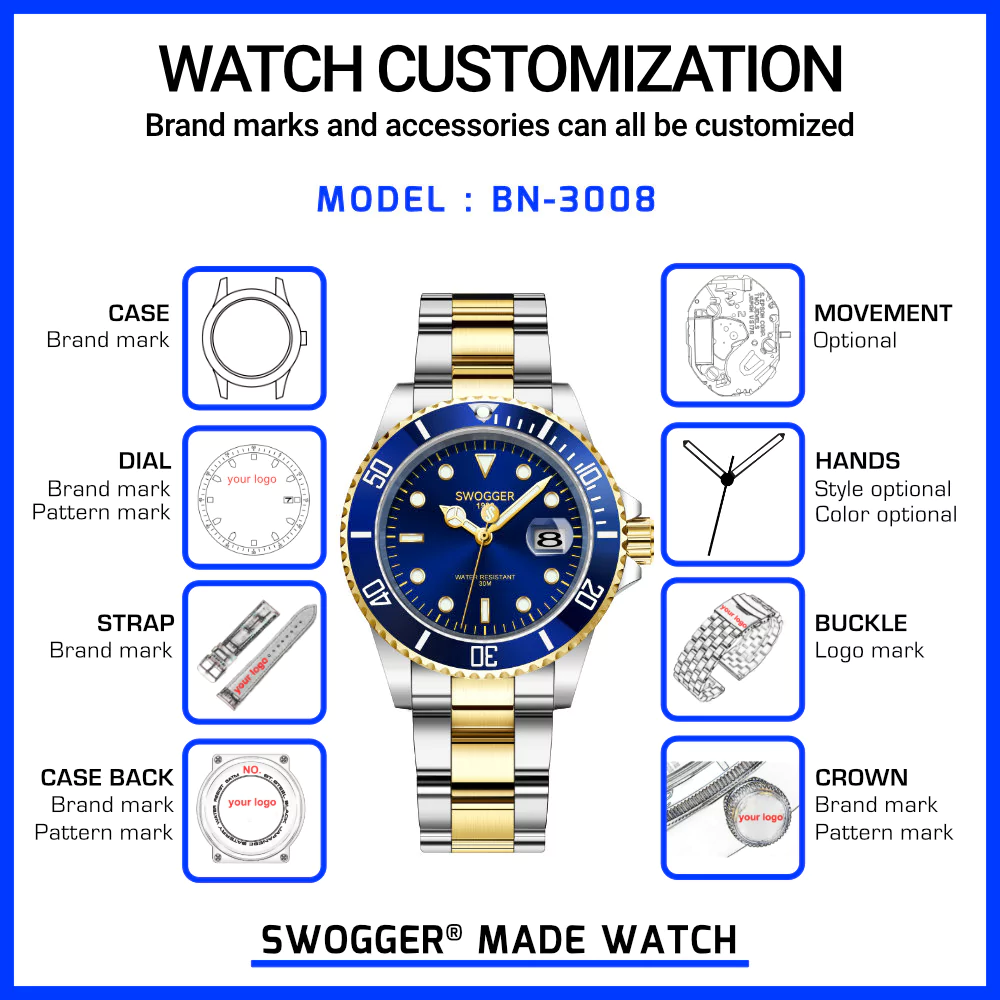 WATCH CUSTOMIZATION
Brand marks and accessories can all be customized
MODEL : BN-3008
CASE
Brand mark
DIAL
Brand mark
Pattern mark
your logo
7
STRAP
Brand mark
your logo
CASE BACK
Brand mark
Pattern mark
NO.
your logo
50
10
40
20
30
SWOGGER
8
WATER RESISTANT
30M
MOVEMENT
Optional
HANDS
Style optional
Color optional
BUCKLE
Logo mark
your logo
CROWN
Brand mark
Pattern mark
your logo
SWOGGER® MADE WATCH